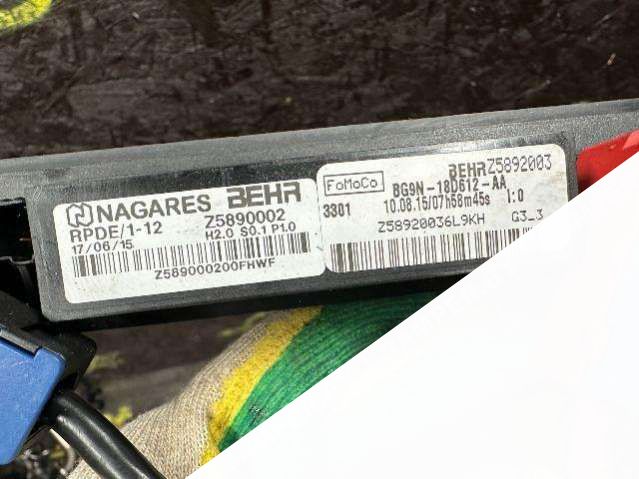 NAGARES BEHR
RPDE/1-12 Z5890002
17/06/15 H2.0 S0.1 P1.0
Z589000200FHWF
FoMoCo BEHR Z5892003
BG9N-18D612-AA
3301 10.08.15/07h58m45s I:0
Z58920036L9KH G3_3